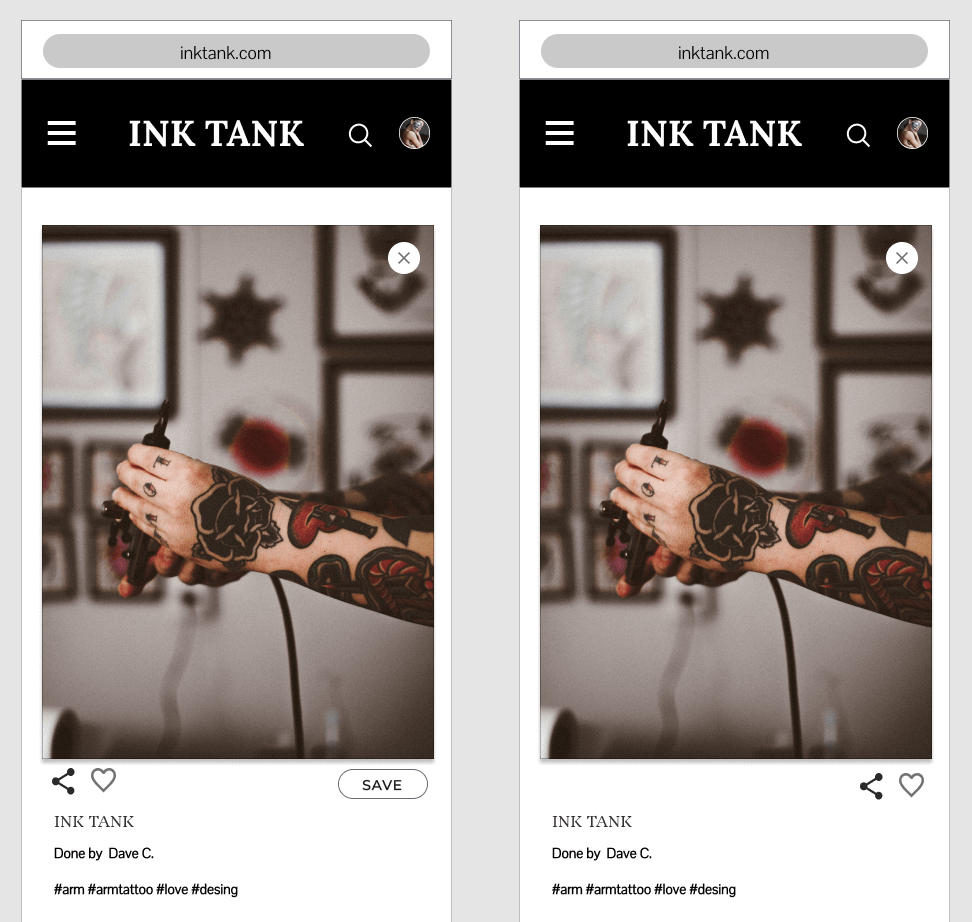 inktank.com
INK TANK
SAVE
INK TANK
Done by Dave C.
#arm #armtattoo #love #desing
inktank.com
INK TANK
INK TANK
Done by Dave C.
#arm #armtattoo #love #desing